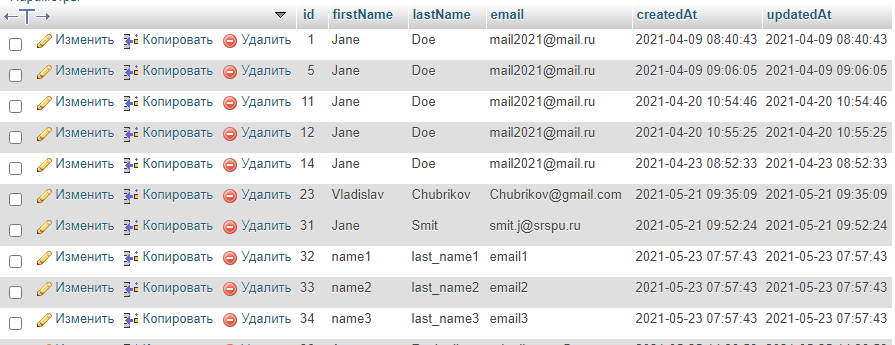 id firstName lastName email createdAt updatedAt
Изменить Копировать Удалить 1 Jane Doe mail2021@mail.ru 2021-04-09 08:40:43 2021-04-09 08:40:43
Изменить Копировать Удалить 5 Jane Doe mail2021@mail.ru 2021-04-09 09:06:05 2021-04-09 09:06:05
Изменить Копировать Удалить 11 Jane Doe mail2021@mail.ru 2021-04-20 10:54:46 2021-04-20 10:54:46
Изменить Копировать Удалить 12 Jane Doe mail2021@mail.ru 2021-04-20 10:55:25 2021-04-20 10:55:25
Изменить Копировать Удалить 14 Jane Doe mail2021@mail.ru 2021-04-23 08:52:33 2021-04-23 08:52:33
Изменить Копировать Удалить 23 Vladislav Chubrikov Chubrikov@gmail.com 2021-05-21 09:35:09 2021-05-21 09:35:09
Изменить Копировать Удалить 31 Jane Smit smit.j@srspu.ru 2021-05-21 09:52:24 2021-05-21 09:52:24
Изменить Копировать Удалить 32 name1 last_name1 email1 2021-05-23 07:57:43 2021-05-23 07:57:43
Изменить Копировать Удалить 33 name2 last_name2 email2 2021-05-23 07:57:43 2021-05-23 07:57:43
Изменить Копировать Удалить 34 name3 last_name3 email3 2021-05-23 07:57:43 2021-05-23 07:57:43